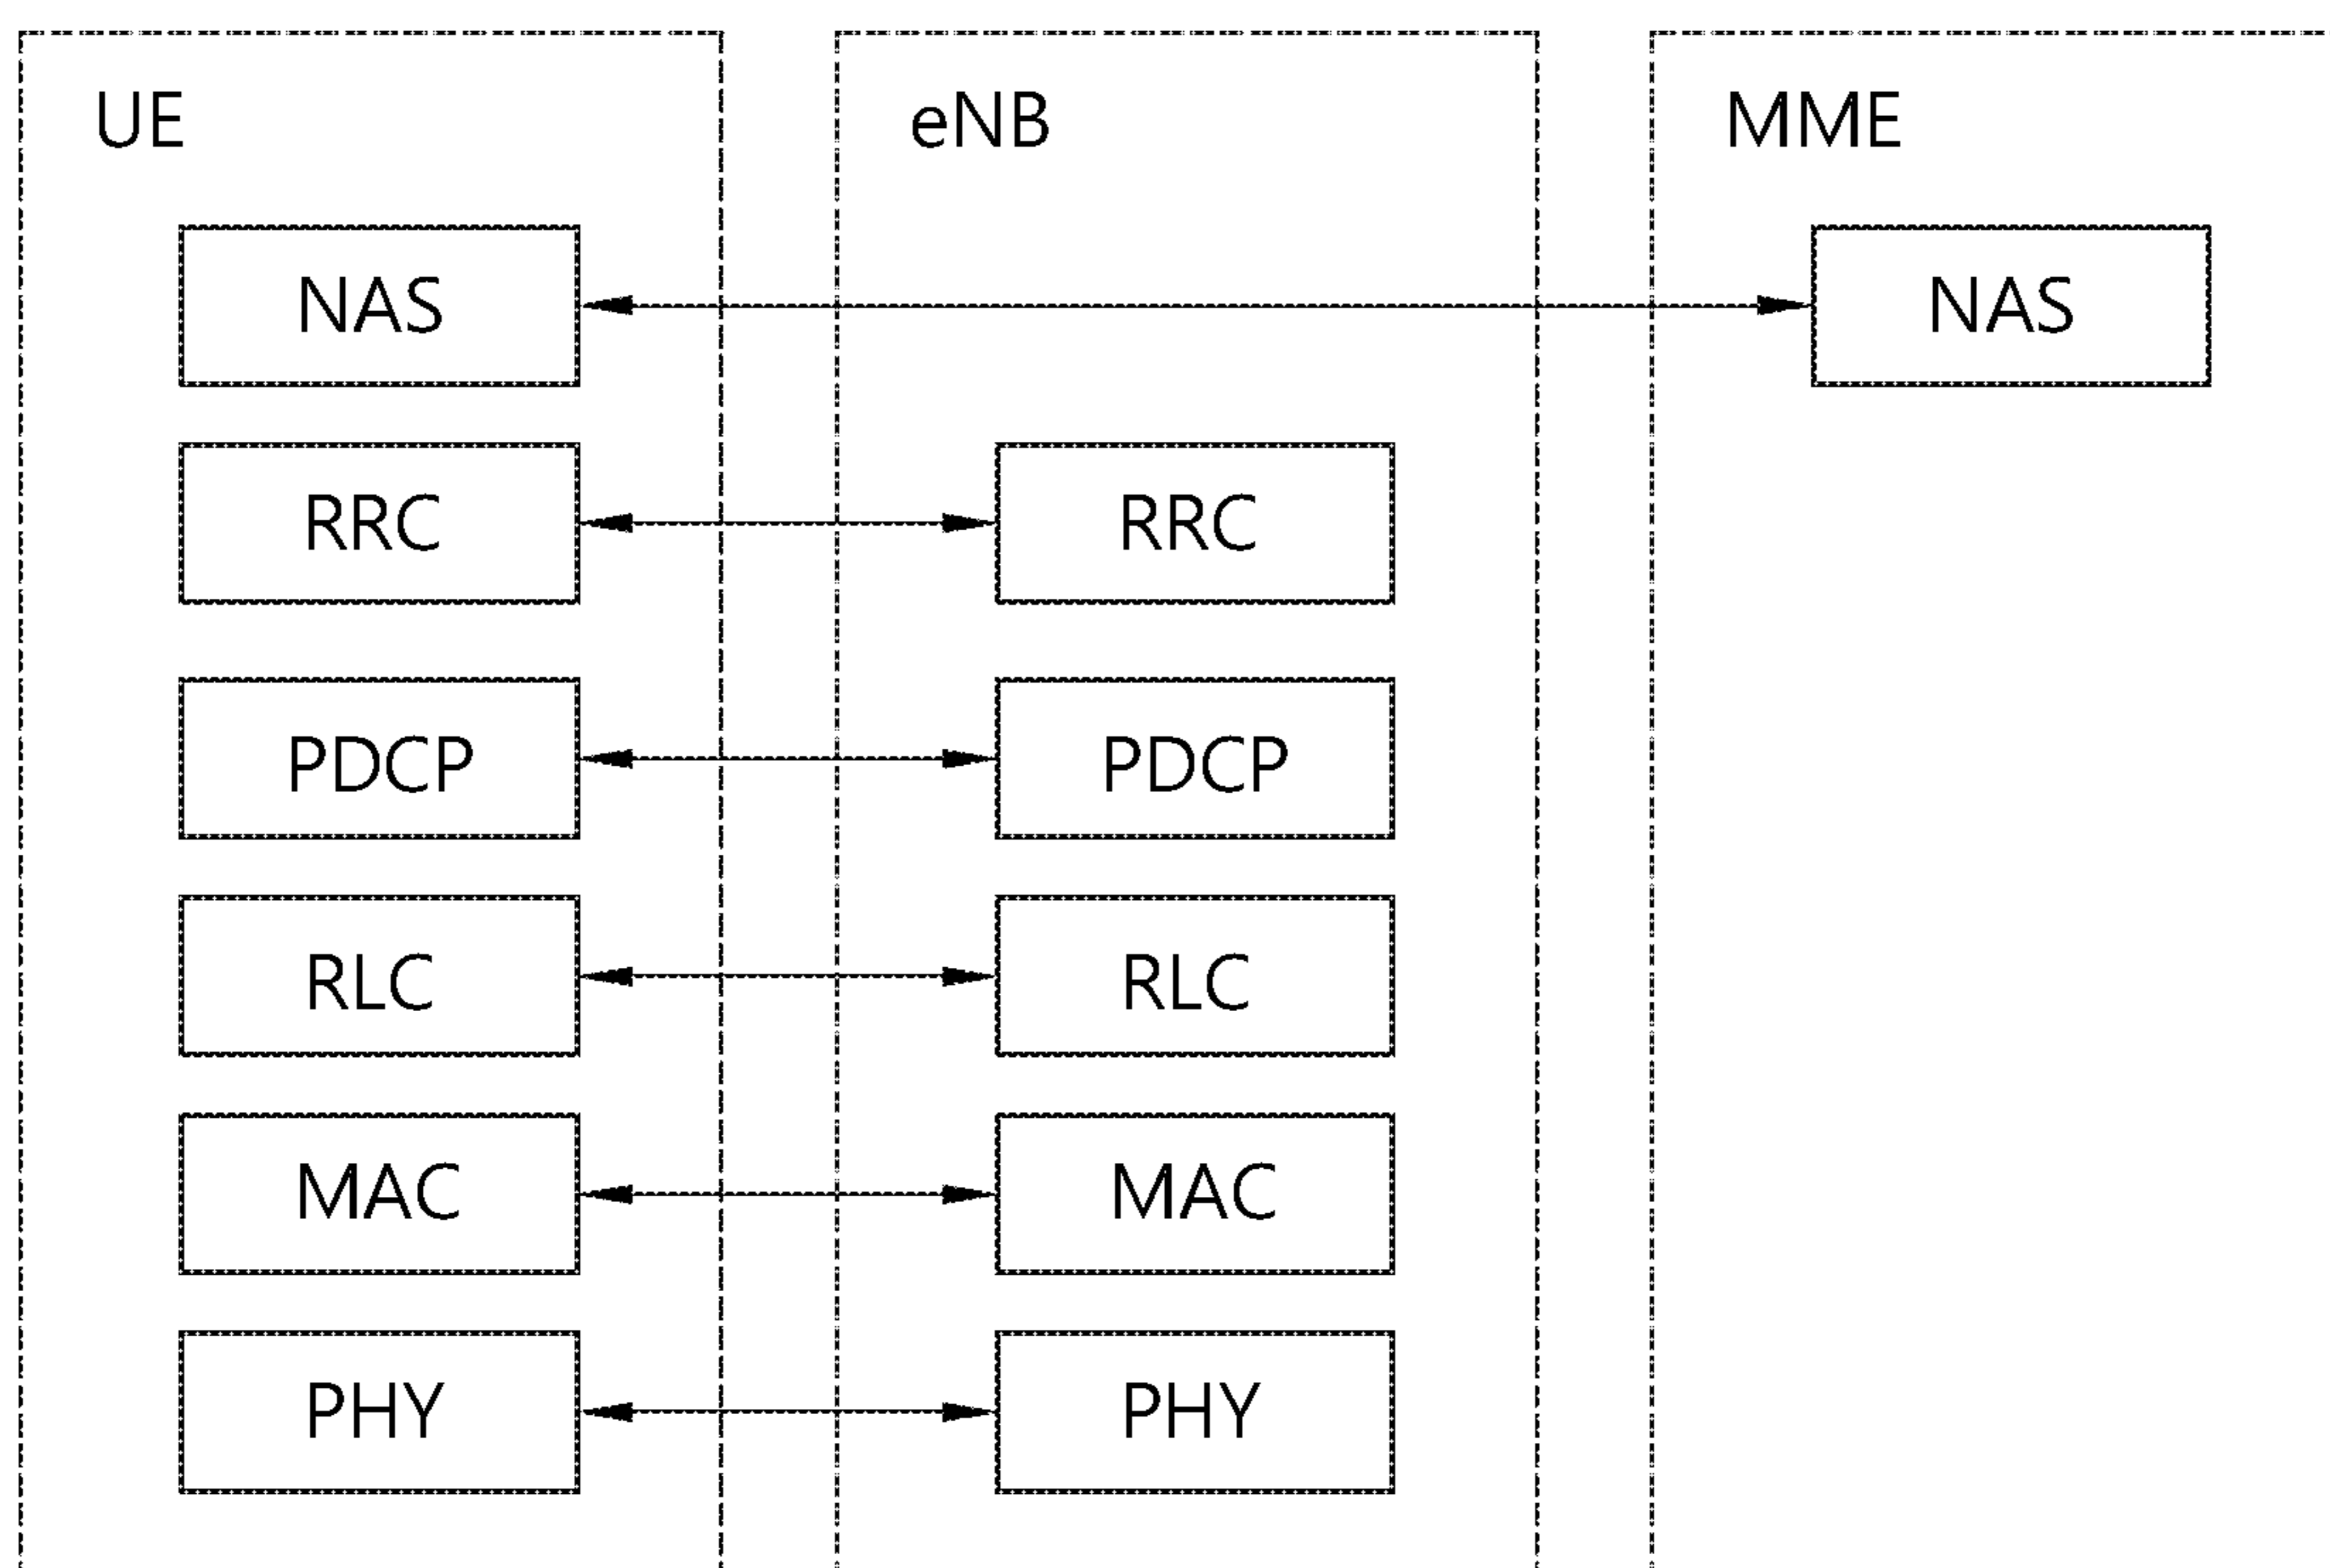 UE eNB MME
NAS NAS
RRC RRC
PDCP PDCP
RLC RLC
MAC MAC
PHY PHY